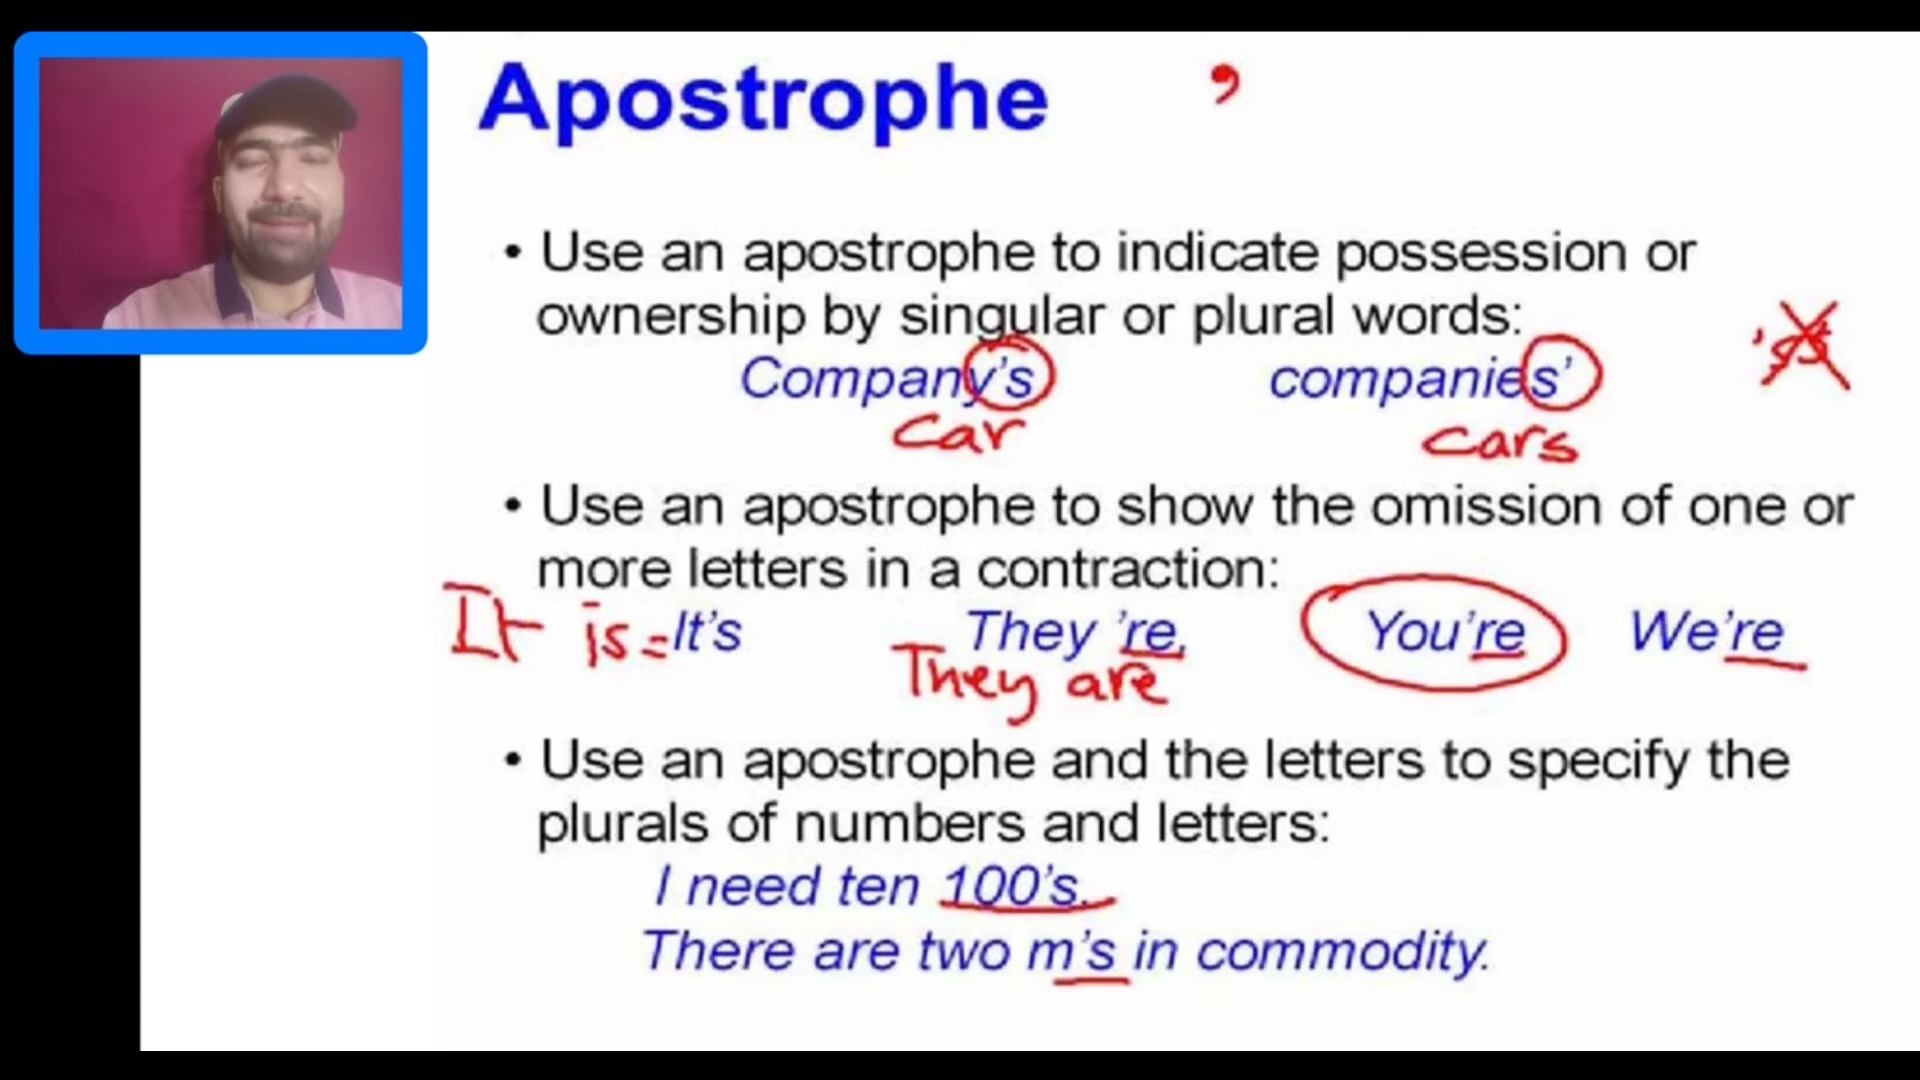 Apostrophe ,
• Use an apostrophe to indicate possession or
ownership by singular or plural words:
Company's companies'
car cars
• Use an apostrophe to show the omission of one or
more letters in a contraction:
It is = It's They 're, You're We're
They are
• Use an apostrophe and the letters to specify the
plurals of numbers and letters:
I need ten 100's.
There are two m's in commodity.